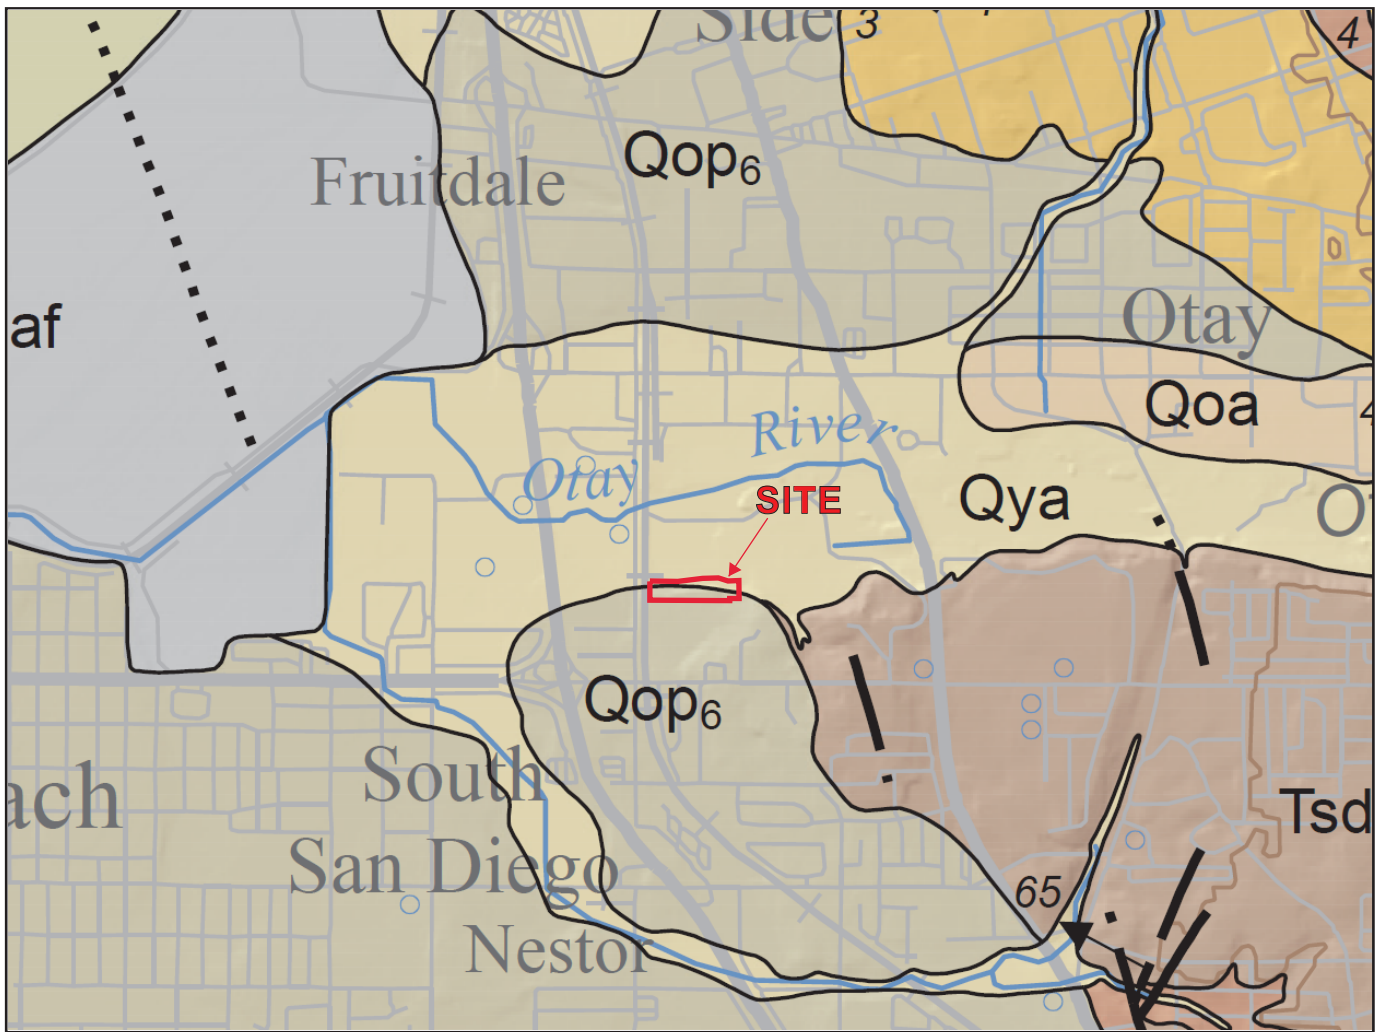 Side
3
4
Qop6
Fruitdale
af
Otay
Qoa
4
River
Otay
SITE
Qya
Qop6
South
San Diego
Nestor
ach
Tsd
65